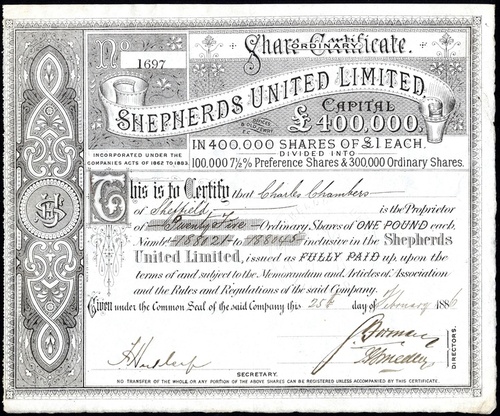 No 1697
Share Certificate.
ORDINARY
SHEPHERDS UNITED LIMITED.
CAPITAL
£400,000.
IN 400,000 SHARES OF £1 EACH.
DIVIDED INTO
100,000 7½% Preference Shares & 300,000 Ordinary Shares.
INCORPORATED UNDER THE
COMPANIES ACTS OF 1862 TO 1883.
This is to Certify that Charles Chambers
of Sheffield is the Proprietor
of Twenty Five Ordinary Shares of ONE POUND each,
Numbd 188021 to 188045 inclusive in the Shepherds
United Limited, issued as FULLY PAID up, upon the
terms of and subject to the Memorandum and Articles of Association
and the Rules and Regulations of the said Company.
Given under the Common Seal of the said Company this 25th day of February 1886
DIRECTORS.
SECRETARY.
NO TRANSFER OF THE WHOLE OR ANY PORTION OF THE ABOVE SHARES CAN BE REGISTERED UNLESS ACCOMPANIED BY THIS CERTIFICATE.